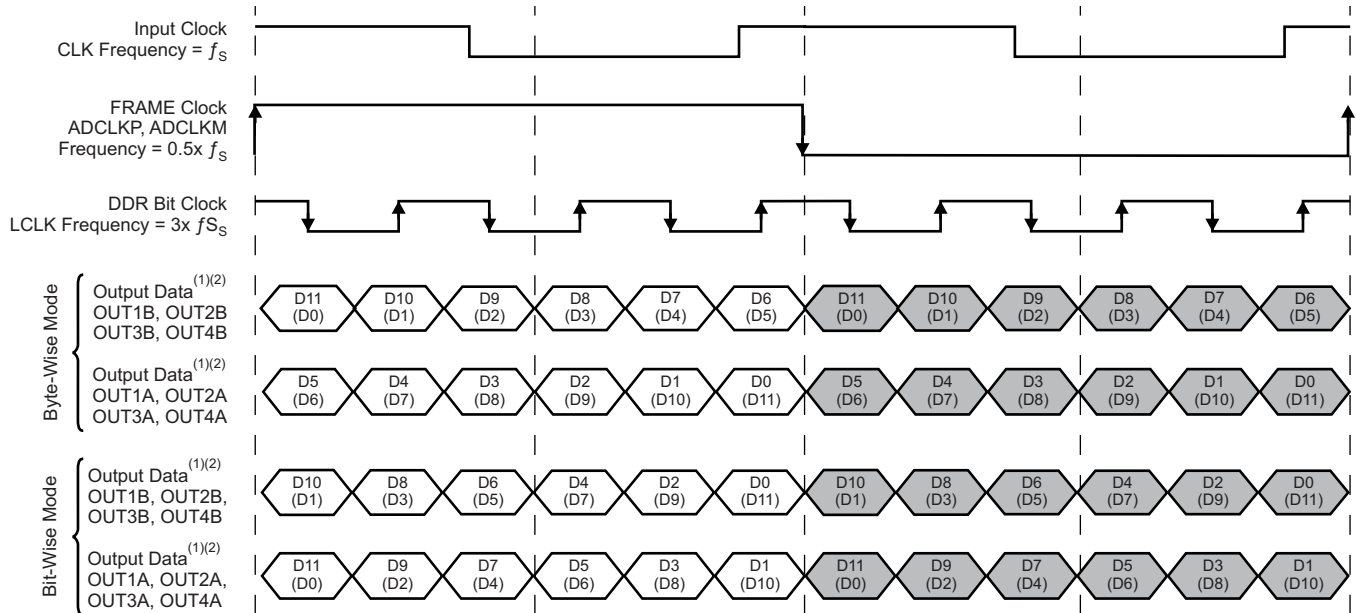 Input Clock
CLK Frequency = ƒS
FRAME Clock
ADCLKP, ADCLKM
Frequency = 0.5x ƒS
DDR Bit Clock
LCLK Frequency = 3x ƒSS
Byte-Wise Mode
Output Data(1)(2)
OUT1B, OUT2B
OUT3B, OUT4B
D11 D10 D9 D8 D7 D6 D11 D10 D9 D8 D7 D6
(D0) (D1) (D2) (D3) (D4) (D5) (D0) (D1) (D2) (D3) (D4) (D5)
Output Data(1)(2)
OUT1A, OUT2A
OUT3A, OUT4A
D5 D4 D3 D2 D1 D0 D5 D4 D3 D2 D1 D0
(D6) (D7) (D8) (D9) (D10) (D11) (D6) (D7) (D8) (D9) (D10) (D11)
Bit-Wise Mode
Output Data(1)(2)
OUT1B, OUT2B,
OUT3B, OUT4B
D10 D8 D6 D4 D2 D0 D10 D8 D6 D4 D2 D0
(D1) (D3) (D5) (D7) (D9) (D11) (D1) (D3) (D5) (D7) (D9) (D11)
Output Data(1)(2)
OUT1A, OUT2A,
OUT3A, OUT4A
D11 D9 D7 D5 D3 D1 D11 D9 D7 D5 D3 D1
(D0) (D2) (D4) (D6) (D8) (D10) (D0) (D2) (D4) (D6) (D8) (D10)